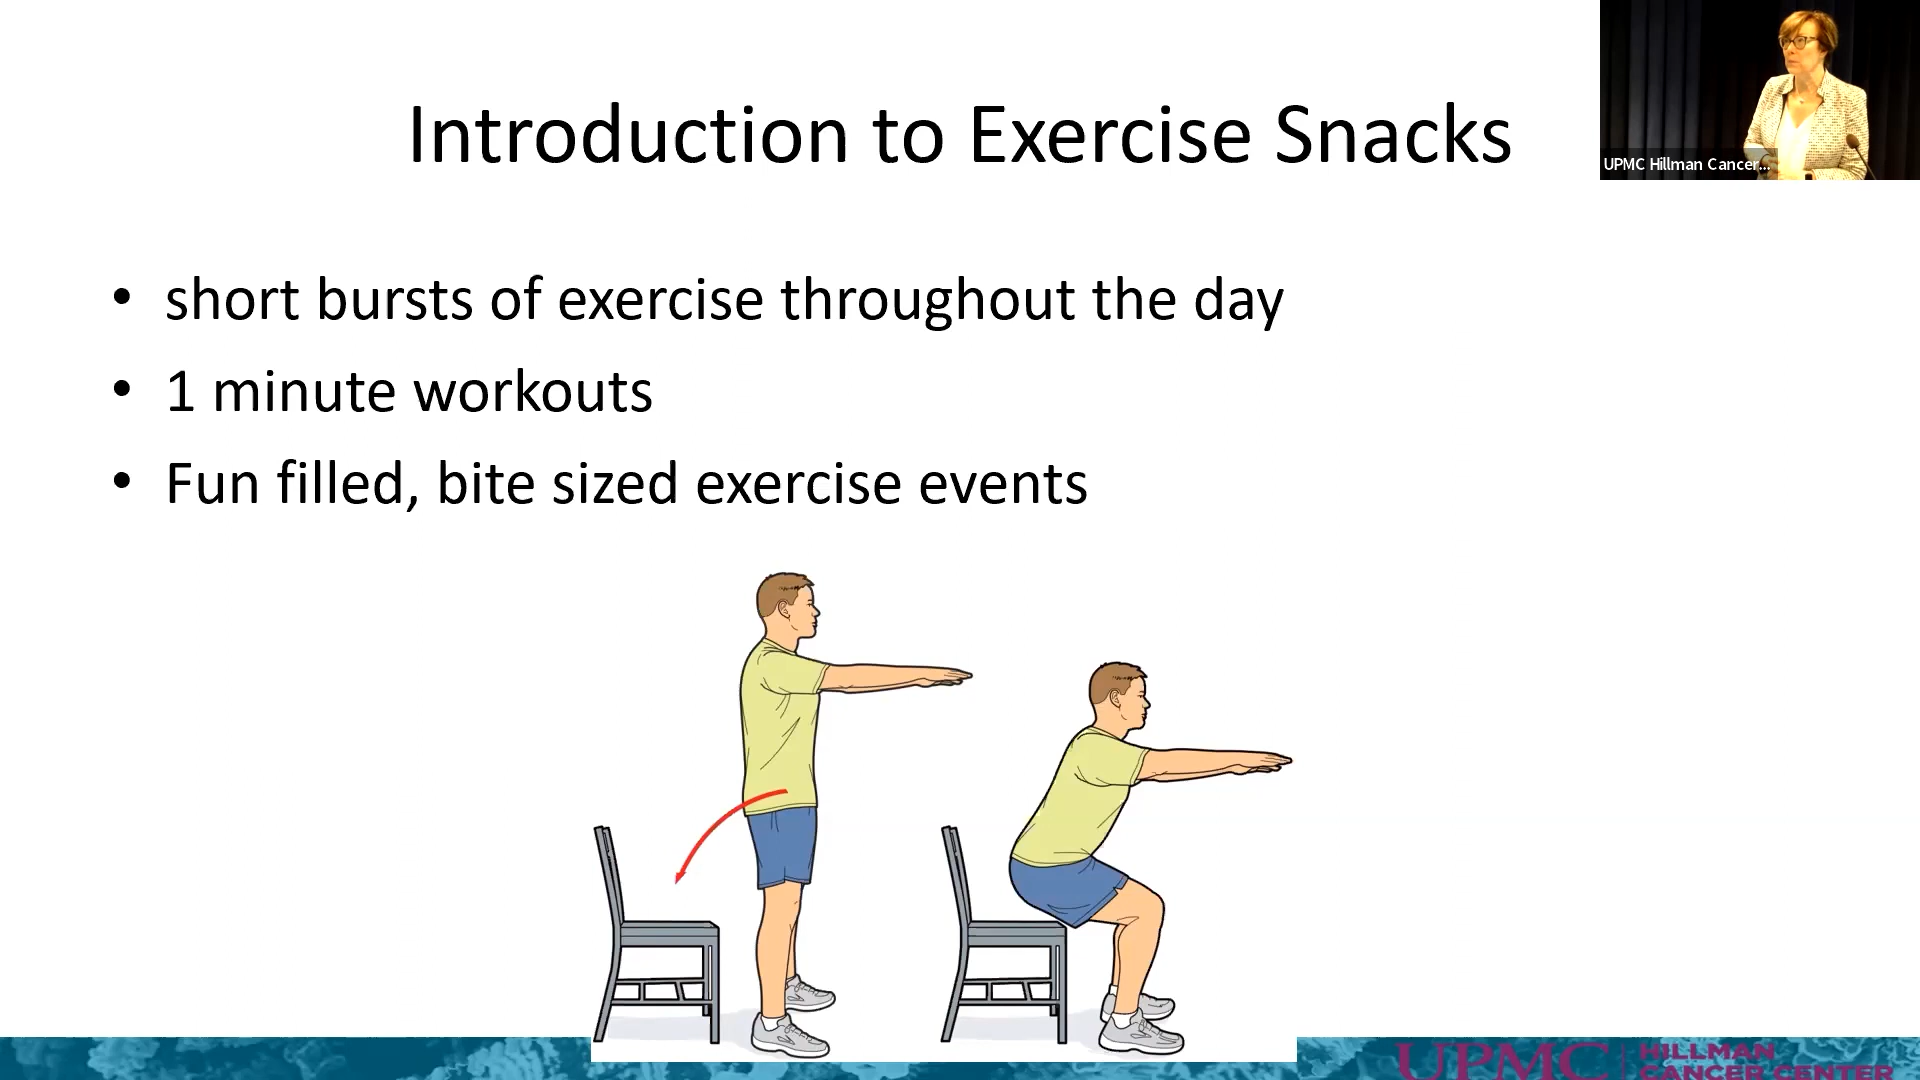 Introduction to Exercise Snacks
UPMC Hillman Cancer...
• short bursts of exercise throughout the day
• 1 minute workouts
• Fun filled, bite sized exercise events
UPMC | HILLMAN
CANCER CENTER